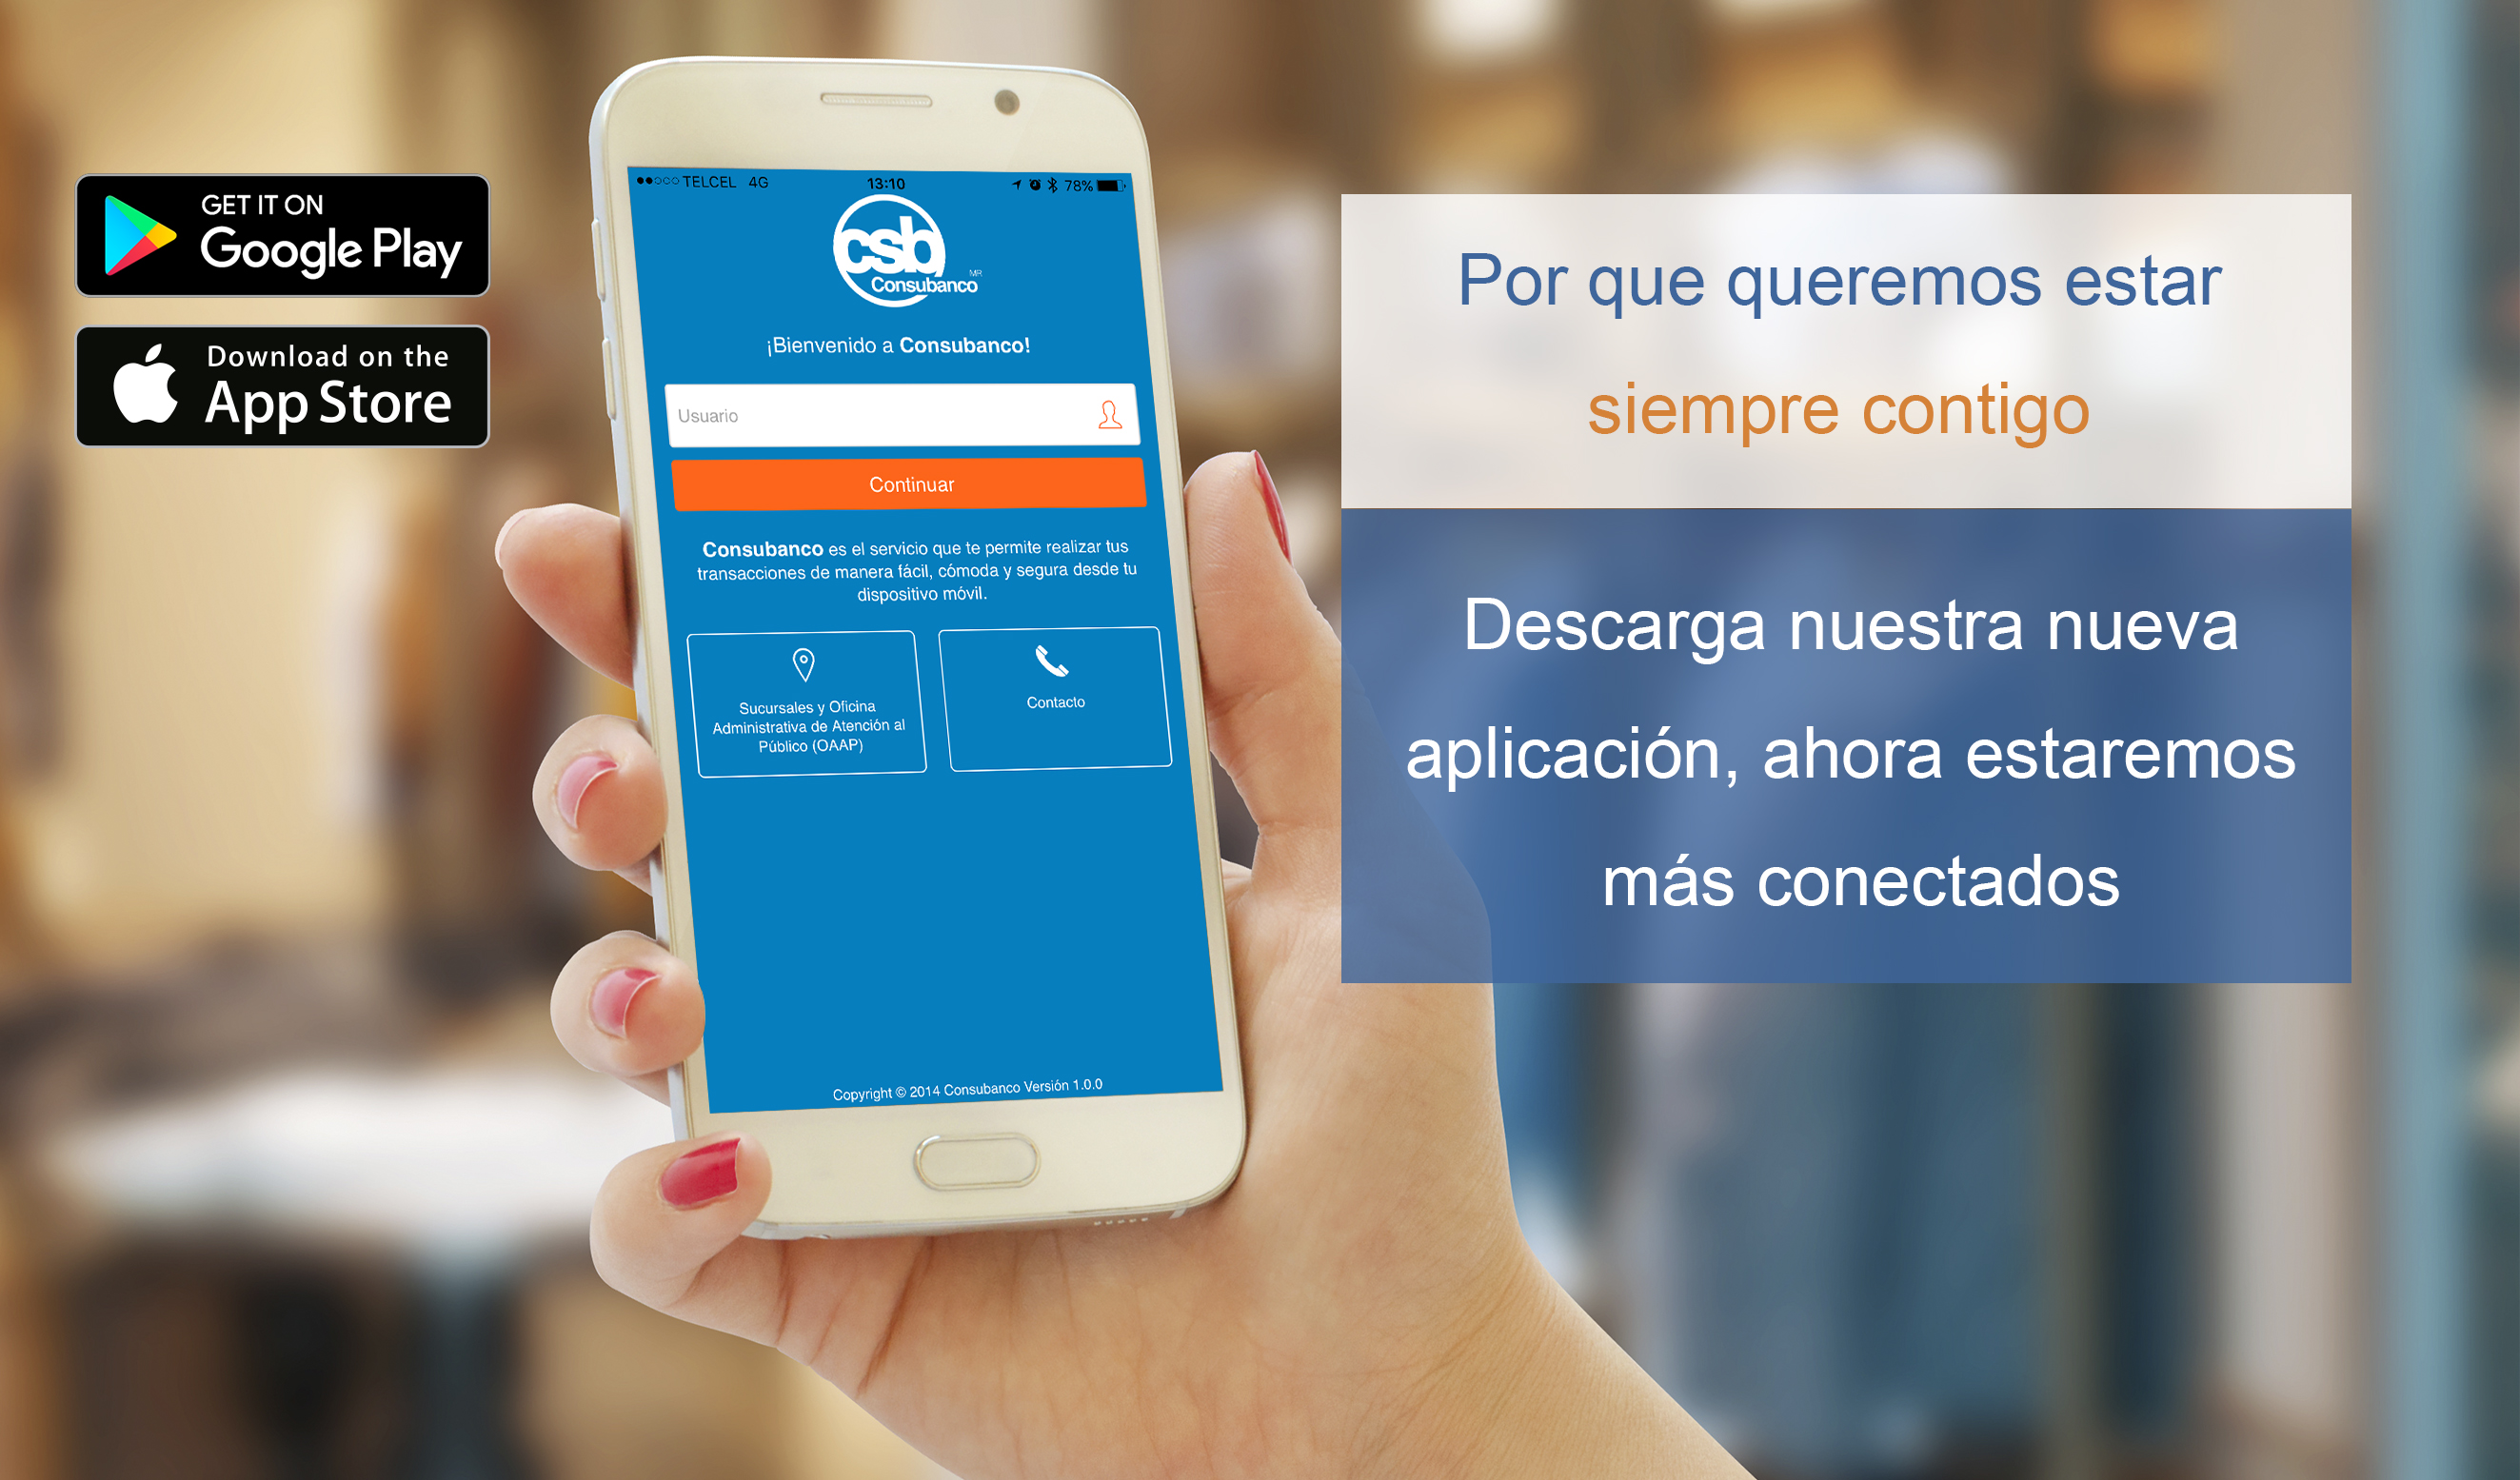 GET IT ON
Google Play
Download on the
App Store
●●○○○ TELCEL 4G 13:10 78%
csb
Consubanco MR
¡Bienvenido a Consubanco!
Usuario
Continuar
Consubanco es el servicio que te permite realizar tus
transacciones de manera fácil, cómoda y segura desde tu
dispositivo móvil.
Sucursales y Oficina
Administrativa de Atención al
Público (OAAP)
Contacto
Copyright © 2014 Consubanco Versión 1.0.0
Por que queremos estar
siempre contigo
Descarga nuestra nueva
aplicación, ahora estaremos
más conectados